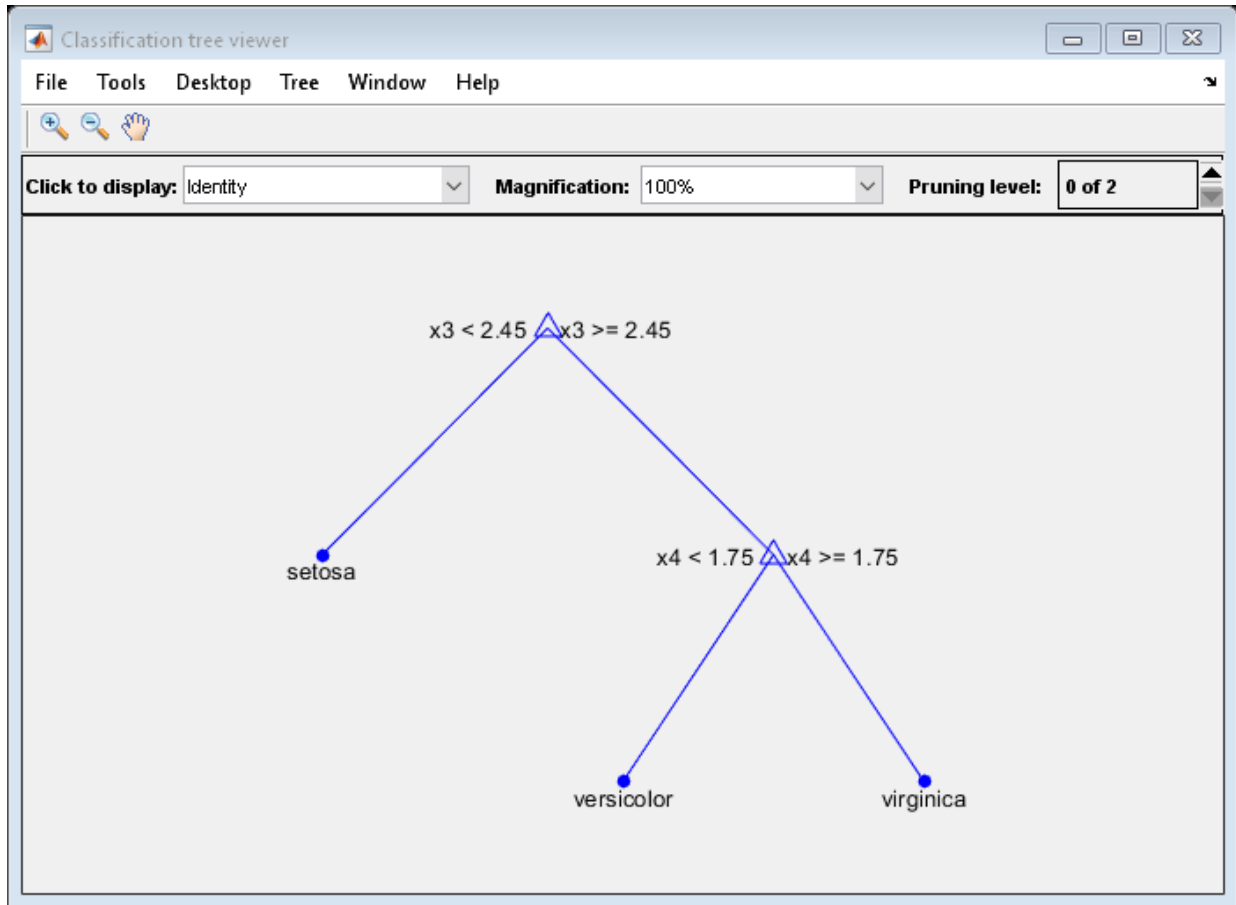 Classification tree viewer
File Tools Desktop Tree Window Help
Click to display: Identity Magnification: 100% Pruning level: 0 of 2
x3 < 2.45 x3 >= 2.45
setosa
x4 < 1.75 x4 >= 1.75
versicolor virginica